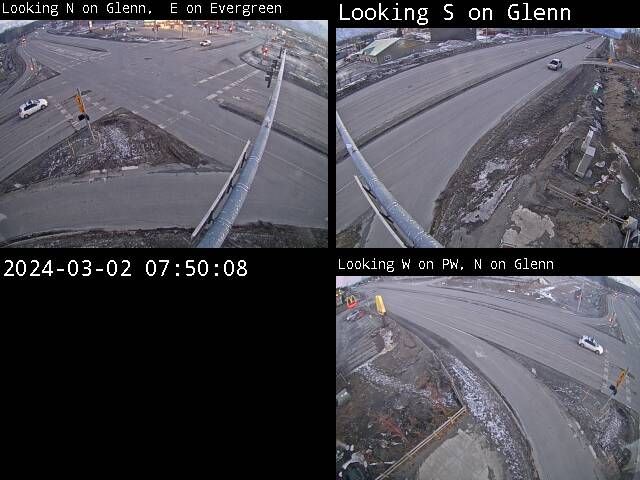 Looking N on Glenn,  E on Evergreen
Looking S on Glenn
2024-03-02 07:50:08
Looking W on PW, N on Glenn